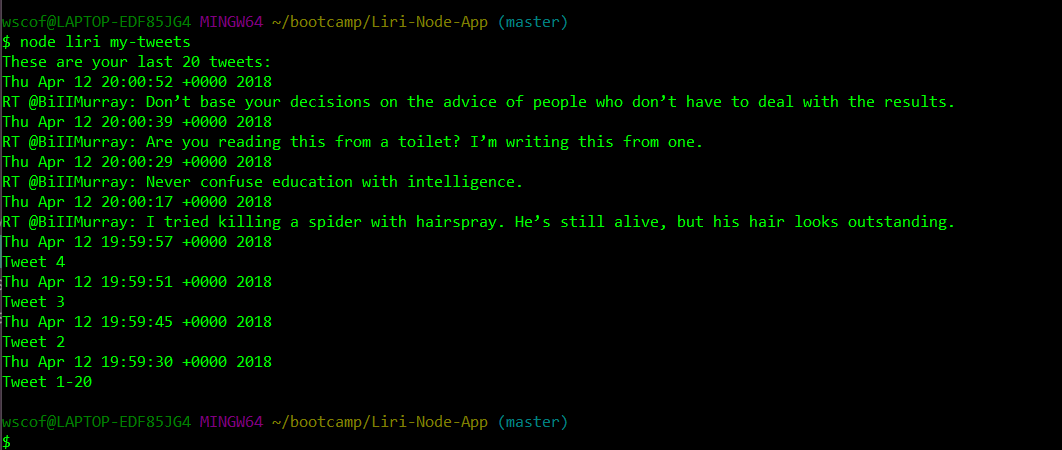 wscof@LAPTOP-EDF85JG4 MINGW64 ~/bootcamp/Liri-Node-App (master)
$ node liri my-tweets
These are your last 20 tweets:
Thu Apr 12 20:00:52 +0000 2018
RT @BiIIMurray: Don’t base your decisions on the advice of people who don’t have to deal with the results.
Thu Apr 12 20:00:39 +0000 2018
RT @BiIIMurray: Are you reading this from a toilet? I’m writing this from one.
Thu Apr 12 20:00:29 +0000 2018
RT @BiIIMurray: Never confuse education with intelligence.
Thu Apr 12 20:00:17 +0000 2018
RT @BiIIMurray: I tried killing a spider with hairspray. He’s still alive, but his hair looks outstanding.
Thu Apr 12 19:59:57 +0000 2018
Tweet 4
Thu Apr 12 19:59:51 +0000 2018
Tweet 3
Thu Apr 12 19:59:45 +0000 2018
Tweet 2
Thu Apr 12 19:59:30 +0000 2018
Tweet 1-20
wscof@LAPTOP-EDF85JG4 MINGW64 ~/bootcamp/Liri-Node-App (master)
$